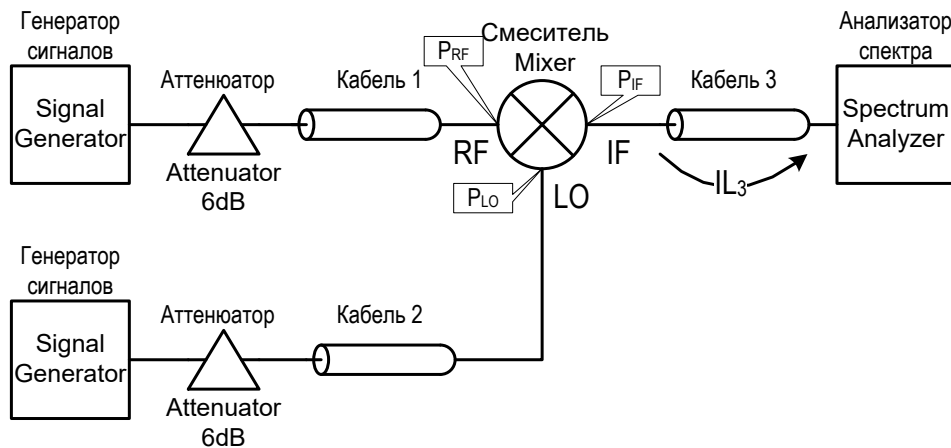 Генератор
сигналов
Signal
Generator
Аттенюатор
Attenuator
6dB
Кабель 1
P_RF
RF
Смеситель
Mixer
P_IF
IF
P_LO
LO
Кабель 3
IL_3
Анализатор
спектра
Spectrum
Analyzer
Генератор
сигналов
Signal
Generator
Аттенюатор
Attenuator
6dB
Кабель 2